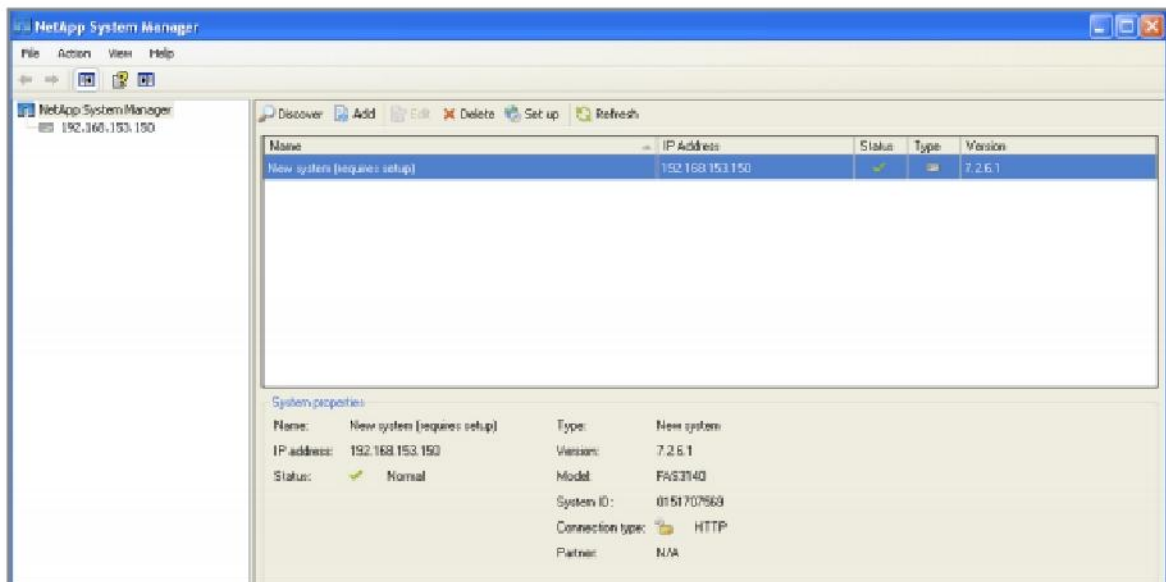 NetApp System Manager
File Action View Help
NetApp System Manager
192.168.153.150
Discover Add Edit Delete Set up Refresh
Name IP Address Status Type Version
New system (requires setup) 192.168.153.150 7.2.6.1
System properties
Name: New system (requires setup) Type: New system
IP address: 192.168.153.150 Version: 7.2.6.1
Status: Normal Model: FAS3140
System ID: 0151707669
Connection type: HTTP
Partner: N/A